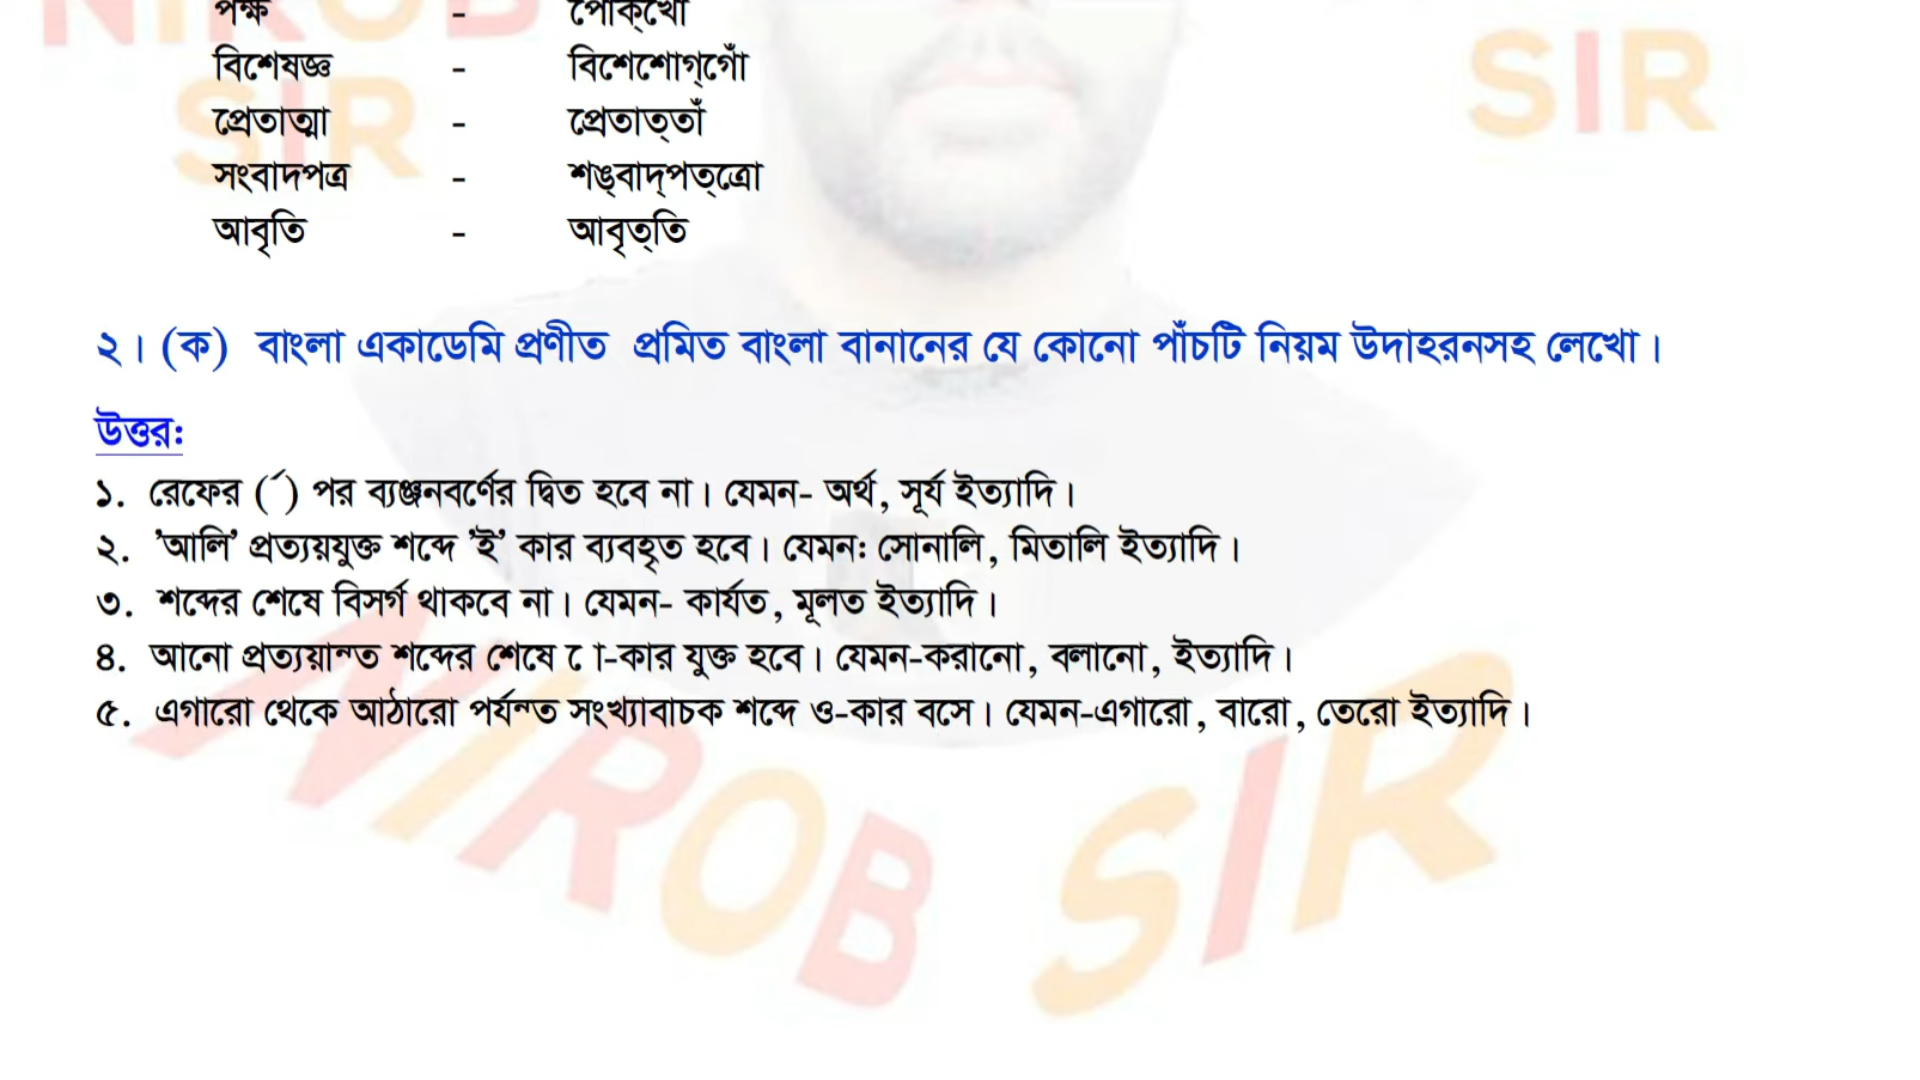 NIROB
পক্ষ - পোক্‌খো
বিশেষজ্ঞ - বিশেশোগ্‌গোঁ
প্রেতাত্মা - প্রেতাত্‌তাঁ
সংবাদপত্র - শঙ্‌বাদ্‌পত্‌ত্রো
আবৃতি - আবৃত্‌তি
SIR
SIR
২। (ক) বাংলা একাডেমি প্রণীত প্রমিত বাংলা বানানের যে কোনো পাঁচটি নিয়ম উদাহরনসহ লেখো।
উত্তর:
১. রেফের (র্) পর ব্যঞ্জনবর্ণের দ্বিত হবে না। যেমন- অর্থ, সূর্য ইত্যাদি।
২. ’আলি’ প্রত্যয়যুক্ত শব্দে ’ই’ কার ব্যবহৃত হবে। যেমনঃ সোনালি, মিতালি ইত্যাদি।
৩. শব্দের শেষে বিসর্গ থাকবে না। যেমন- কার্যত, মূলত ইত্যাদি।
৪. আনো প্রত্যয়ান্ত শব্দের শেষে ো-কার যুক্ত হবে। যেমন-করানো, বলানো, ইত্যাদি।
৫. এগারো থেকে আঠারো পর্যন্ত সংখ্যাবাচক শব্দে ও-কার বসে। যেমন-এগারো, বারো, তেরো ইত্যাদি।
NIROB SIR